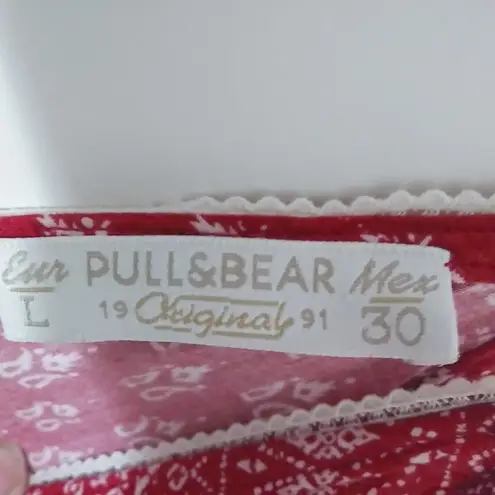 Eur PULL&BEAR Mex
L 19 Original 91 30